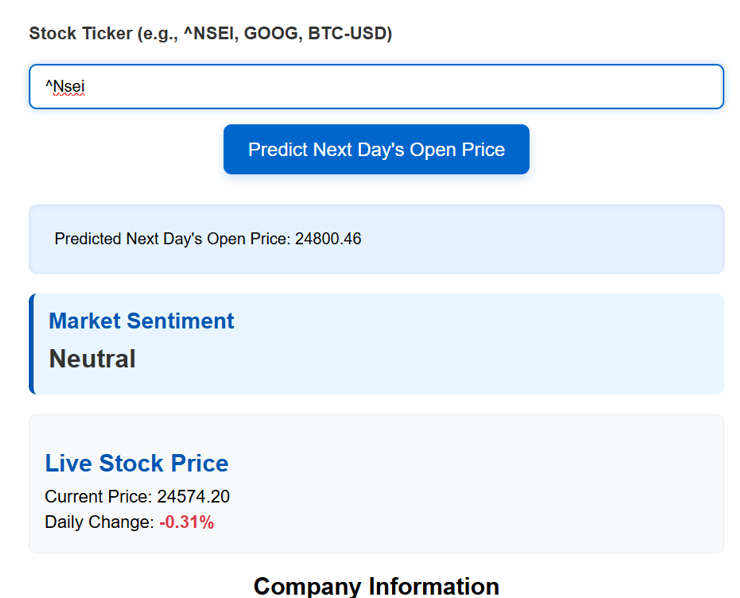 Stock Ticker (e.g., ^NSEI, GOOG, BTC-USD)
^Nsei
Predict Next Day's Open Price
Predicted Next Day's Open Price: 24800.46
Market Sentiment
Neutral
Live Stock Price
Current Price: 24574.20
Daily Change: -0.31%
Company Information